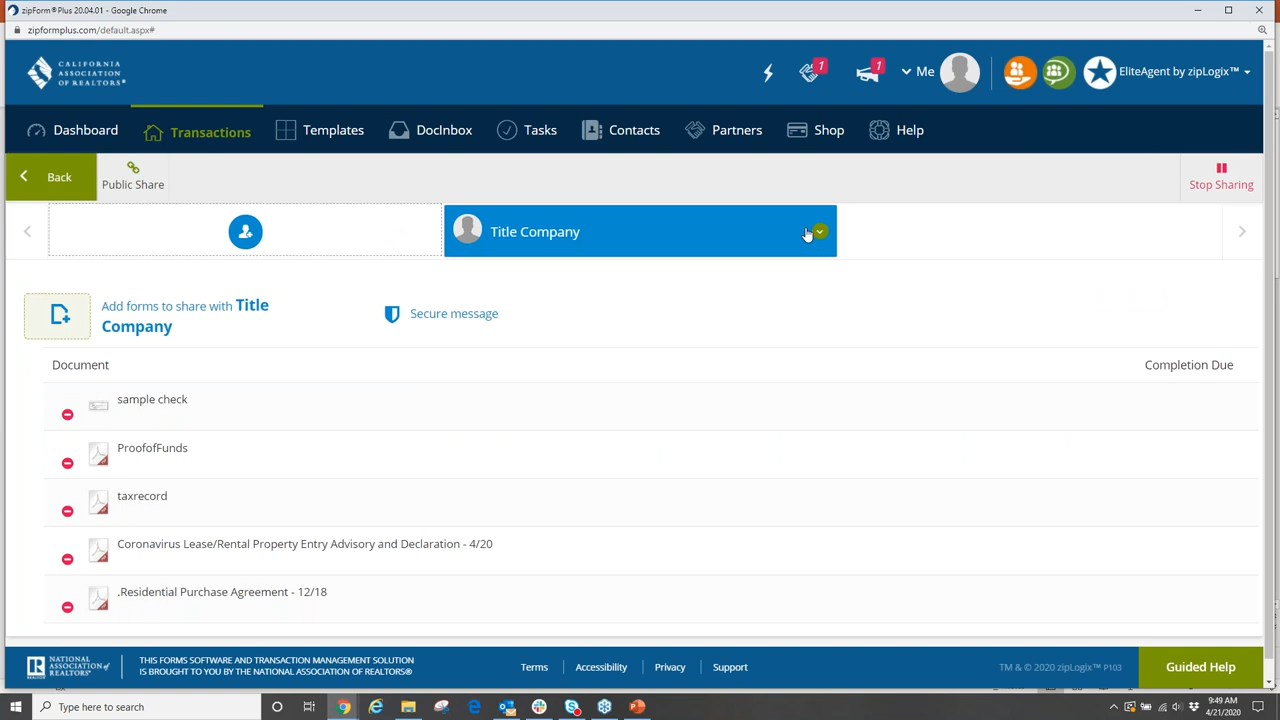 zipForm®Plus 20.04.01 - Google Chrome
zipformplus.com/default.aspx#
CALIFORNIA
ASSOCIATION
OF REALTORS®
1
1
Me
EliteAgent by zipLogix™
Dashboard
Transactions
Templates
DocInbox
Tasks
Contacts
Partners
Shop
Help
Back
Public Share
Stop Sharing
Title Company
Add forms to share with Title
Company
Secure message
Document
Completion Due
sample check
ProofofFunds
taxrecord
Coronavirus Lease/Rental Property Entry Advisory and Declaration - 4/20
.Residential Purchase Agreement - 12/18
REALTOR®
NATIONAL
ASSOCIATION of
REALTORS®
THIS FORMS SOFTWARE AND TRANSACTION MANAGEMENT SOLUTION
IS BROUGHT TO YOU BY THE NATIONAL ASSOCIATION OF REALTORS®
Terms
Accessibility
Privacy
Support
TM & © 2020 zipLogix™ P103
Guided Help
Type here to search
9:49 AM
4/21/2020